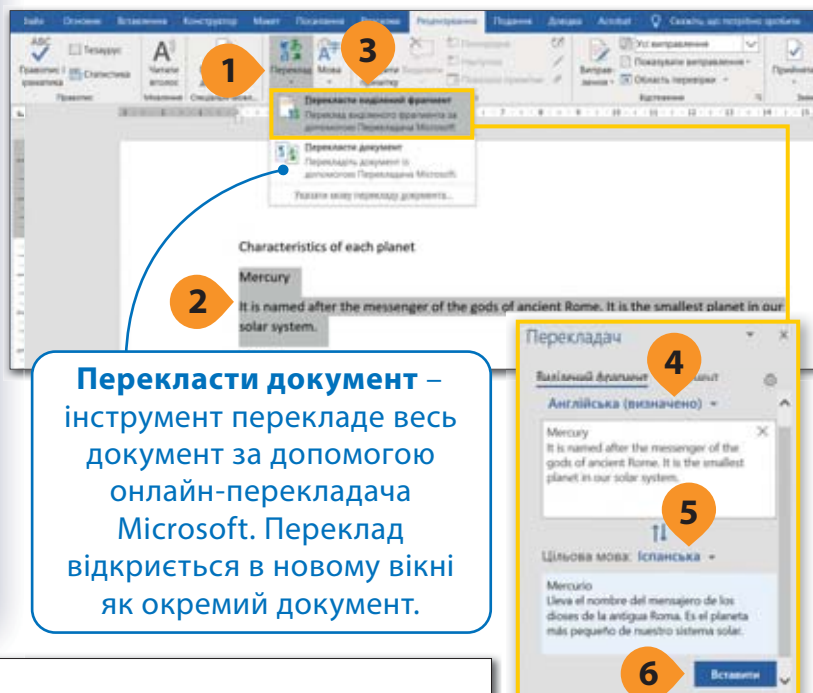 Файл Основне Вставлення Конструктор Макет Посилання Рецензування Подання Довідка Acrobat Скажіть, що потрібно зробити
ABC Тезаурус
Правопис і граматика Статистика
Читати вголос
Переклад Мова
Усі виправлення
Показувати виправлення
Область перевірки
Правопис Мовлення Відстеження
1
3
Перекласти виділений фрагмент
Переклад виділеного фрагмента за
допомогою Перекладача Microsoft.
Перекласти документ
Перекладіть документ із
допомогою Перекладача Microsoft.
Указати мову перекладу документа...
Characteristics of each planet
Mercury
2
It is named after the messenger of the gods of ancient Rome. It is the smallest planet in our
solar system.
Перекласти документ –
інструмент перекладе весь
документ за допомогою
онлайн-перекладача
Microsoft. Переклад
відкриється в новому вікні
як окремий документ.
Перекладач
4
Виділений фрагмент
Англійська (визначено)
Mercury
It is named after the messenger of the
gods of ancient Rome. It is the smallest
planet in our solar system.
5
Цільова мова: Іспанська
Mercurio
Lleva el nombre del mensajero de los
dioses de la antigua Roma. Es el planeta
más pequeño de nuestro sistema solar.
6
Вставити